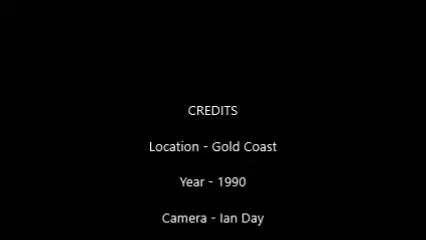 CREDITS
Location - Gold Coast
Year - 1990
Camera - Ian Day